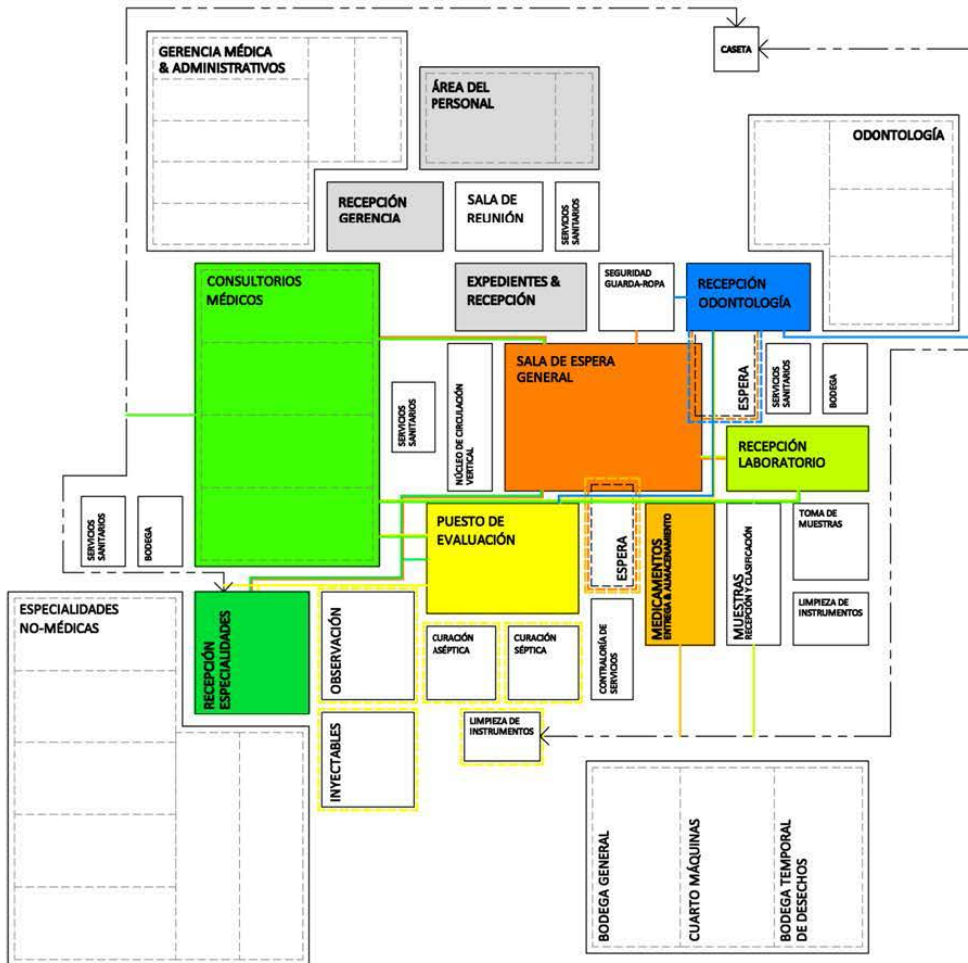 GERENCIA MÉDICA
& ADMINISTRATIVOS
CASETA
ÁREA DEL
PERSONAL
ODONTOLOGÍA
RECEPCIÓN
GERENCIA
SALA DE
REUNIÓN
SERVICIOS
SANITARIOS
CONSULTORIOS
MÉDICOS
EXPEDIENTES &
RECEPCIÓN
SEGURIDAD
GUARDA-ROPA
RECEPCIÓN
ODONTOLOGÍA
SALA DE ESPERA
GENERAL
ESPERA
SERVICIOS
SANITARIOS
BODEGA
SERVICIOS
SANITARIOS
NÚCLEO DE CIRCULACIÓN
VERTICAL
RECEPCIÓN
LABORATORIO
SERVICIOS
SANITARIOS
BODEGA
PUESTO DE
EVALUACIÓN
ESPERA
MEDICAMENTOS
ENTREGA & ALMACENAMIENTO
MUESTRAS
RECEPCIÓN Y CLASIFICACIÓN
TOMA DE
MUESTRAS
LIMPIEZA DE
INSTRUMENTOS
ESPECIALIDADES
NO-MÉDICAS
RECEPCIÓN
ESPECIALIDADES
OBSERVACIÓN
CURACIÓN
ASÉPTICA
CURACIÓN
SÉPTICA
CONTRALORÍA DE
SERVICIOS
INYECTABLES
LIMPIEZA DE
INSTRUMENTOS
BODEGA GENERAL
CUARTO MÁQUINAS
BODEGA TEMPORAL
DE DESECHOS